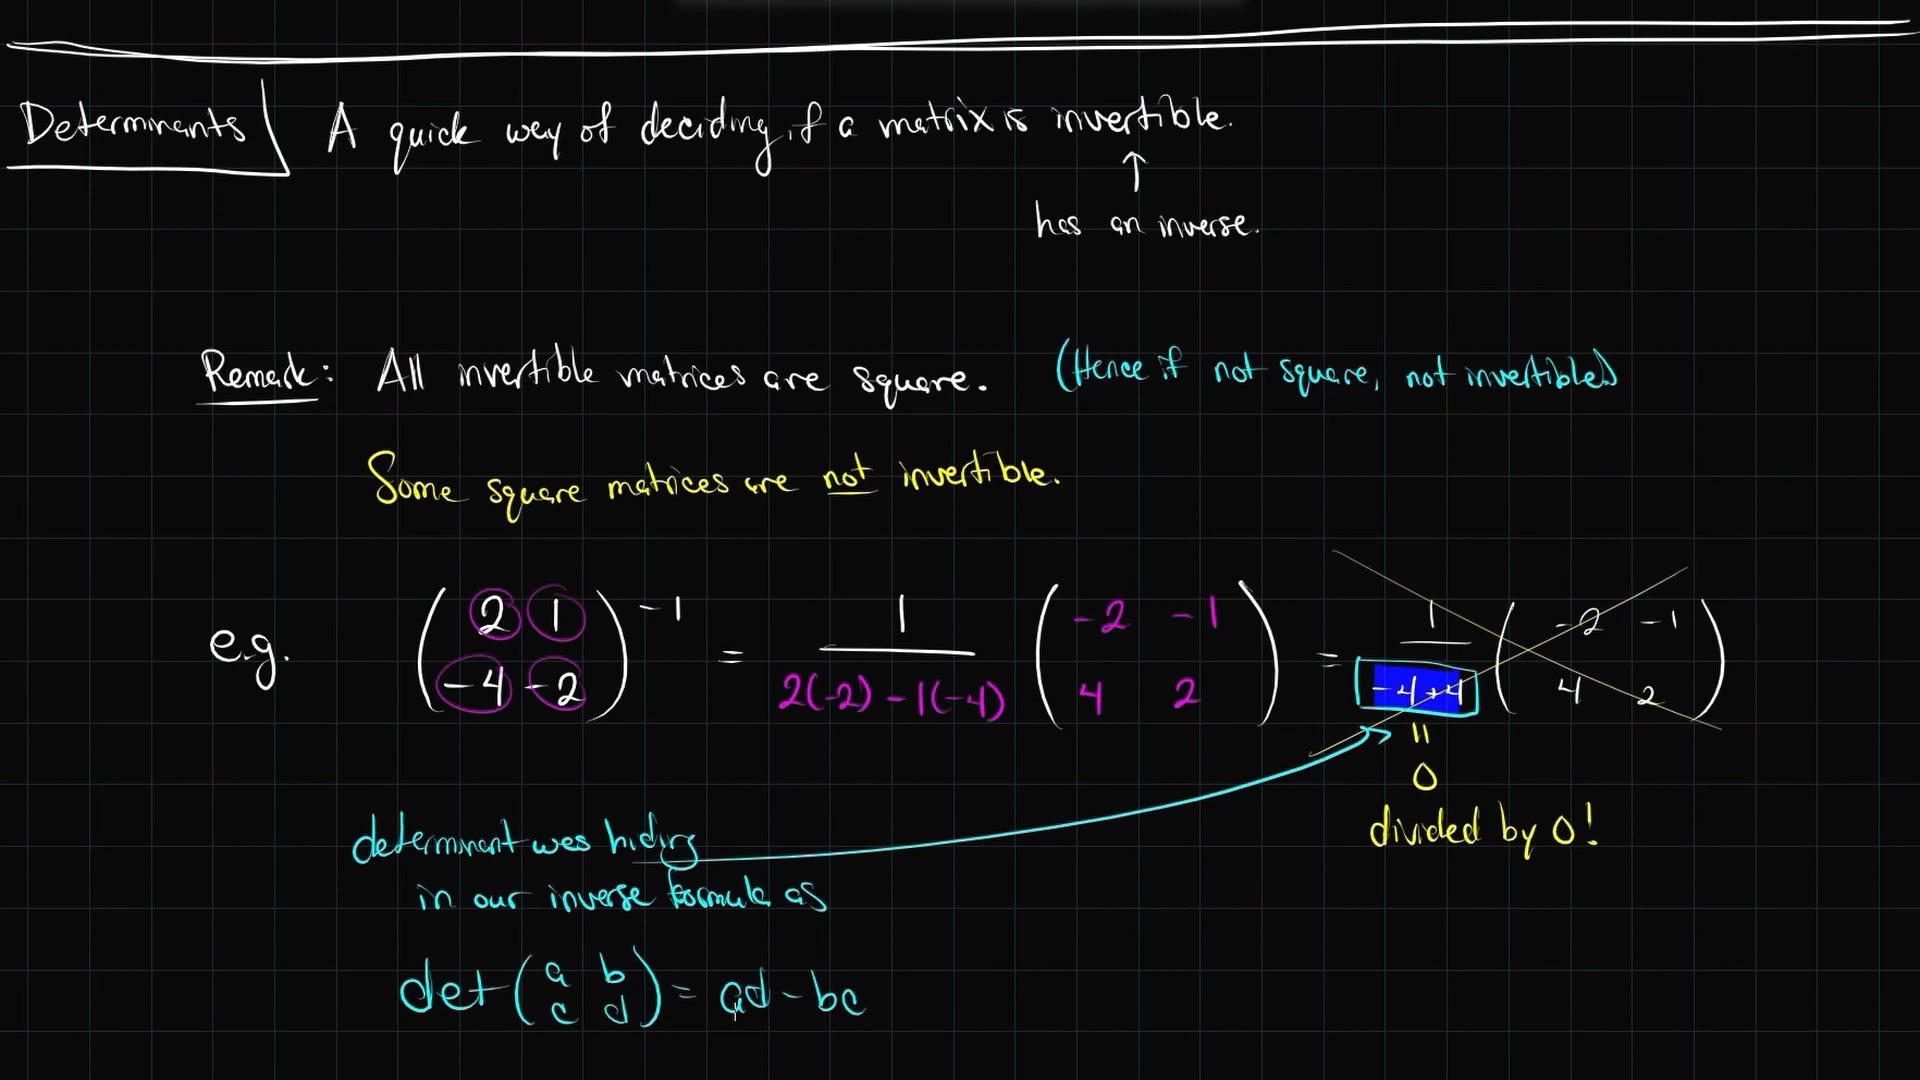 Determinants A quick way of deciding if a matrix is invertible.
↑
has an inverse.
Remark: All invertible matrices are square. (Hence if not square, not invertible)
Some square matrices are not invertible.
e.g. ( 2 1 ; -4 -2 )^-1 = 1 / (2(-2) - 1(-4)) ( -2 -1 ; 4 2 ) = 1 / (-4+4) ( -2 -1 ; 4 2 )
=
0
divided by 0!
determinant was hiding
in our inverse formula as
det ( a b ; c d ) = ad - bc